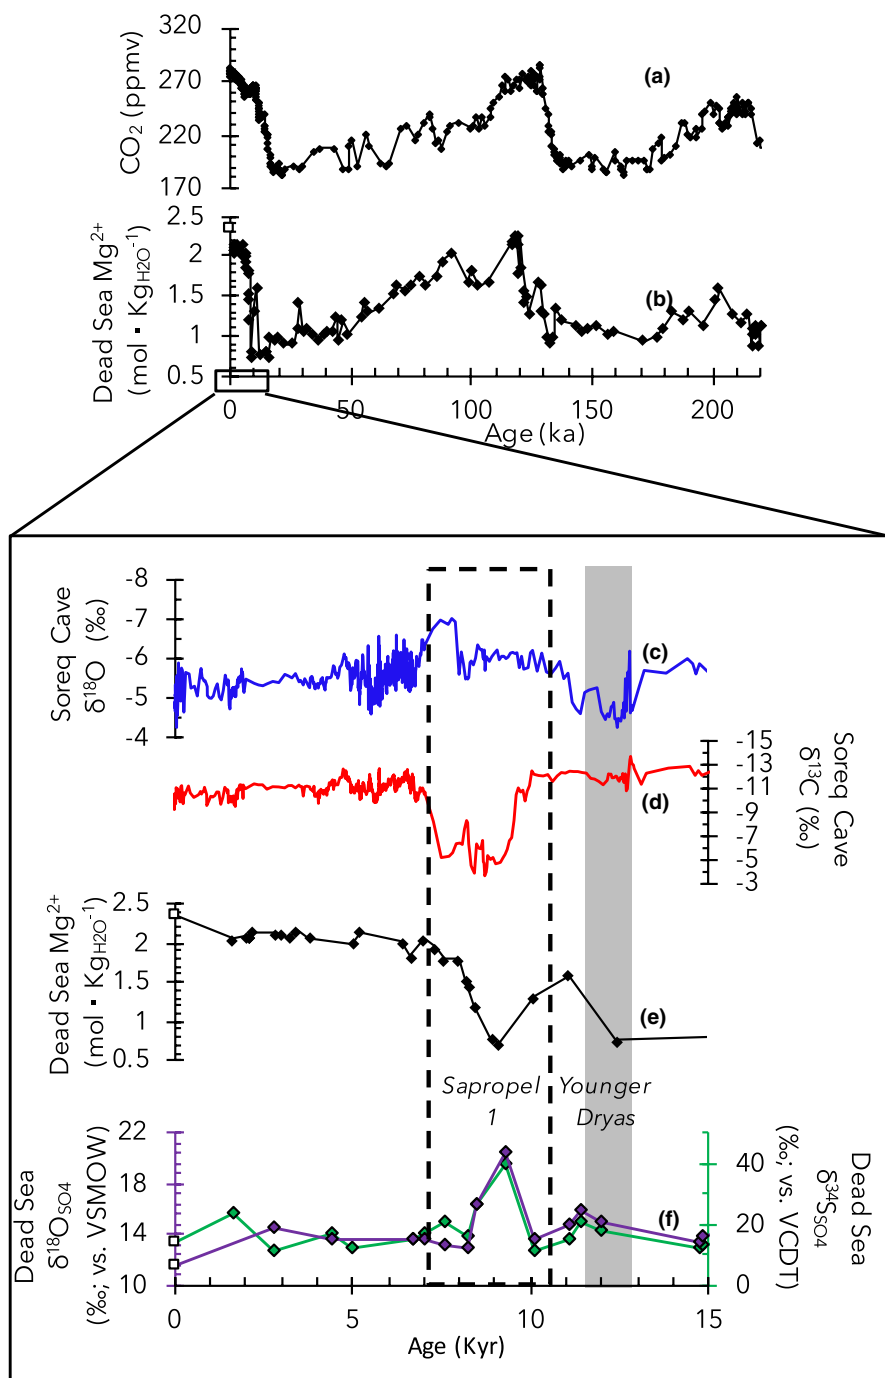 320
270
220
170
CO2 (ppmv)
(a)
2.5
2
1.5
1
0.5
Dead Sea Mg2+
(mol · KgH2O-1)
(b)
0
50
100
150
200
Age (ka)
-8
-7
-6
-5
-4
Soreq Cave
δ18O (‰)
(c)
-15
-13
-11
-9
-7
-5
-3
Soreq Cave
δ13C (‰)
(d)
2.5
2
1.5
1
0.5
Dead Sea Mg2+
(mol · KgH2O-1)
(e)
Sapropel
1
Younger
Dryas
22
18
14
10
Dead Sea
δ18OSO4
(‰; vs. VSMOW)
(f)
40
20
0
(‰; vs. VCDT)
δ34SSO4
Dead Sea
0
5
10
15
Age (Kyr)